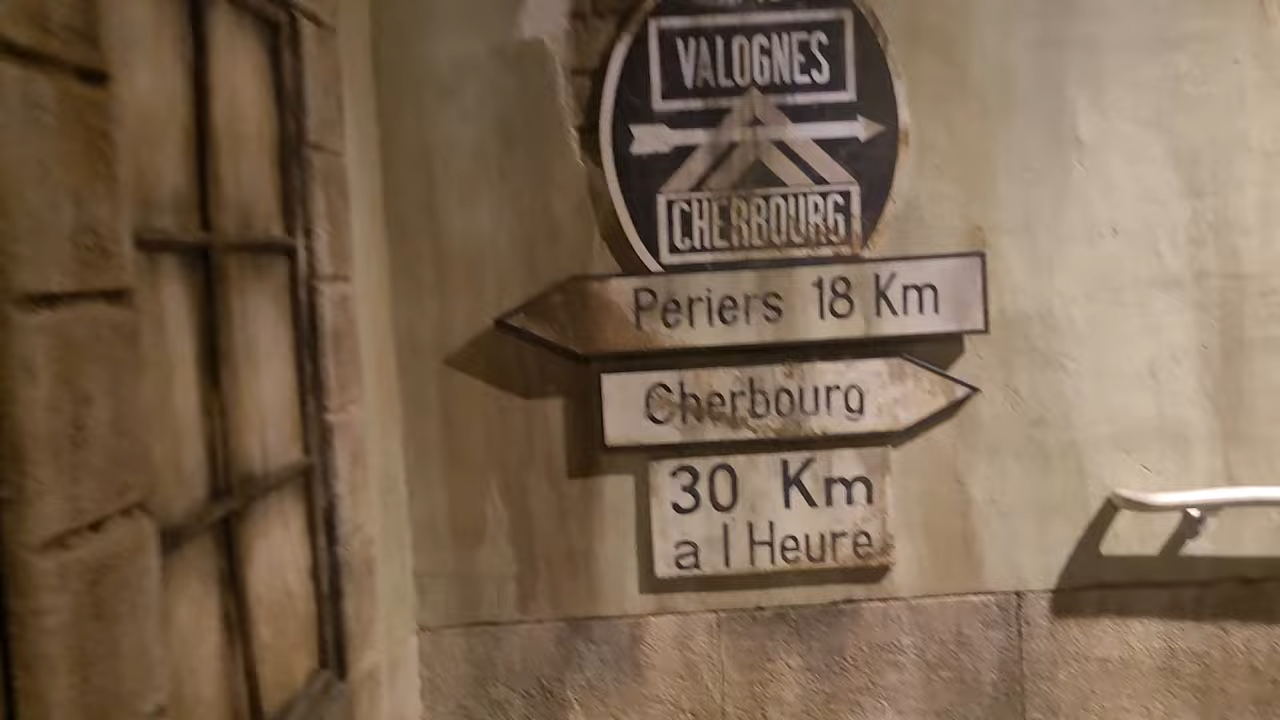 VALOGNES
CHERBOURG
Periers 18 Km
Cherbourg
30 Km
a l Heure